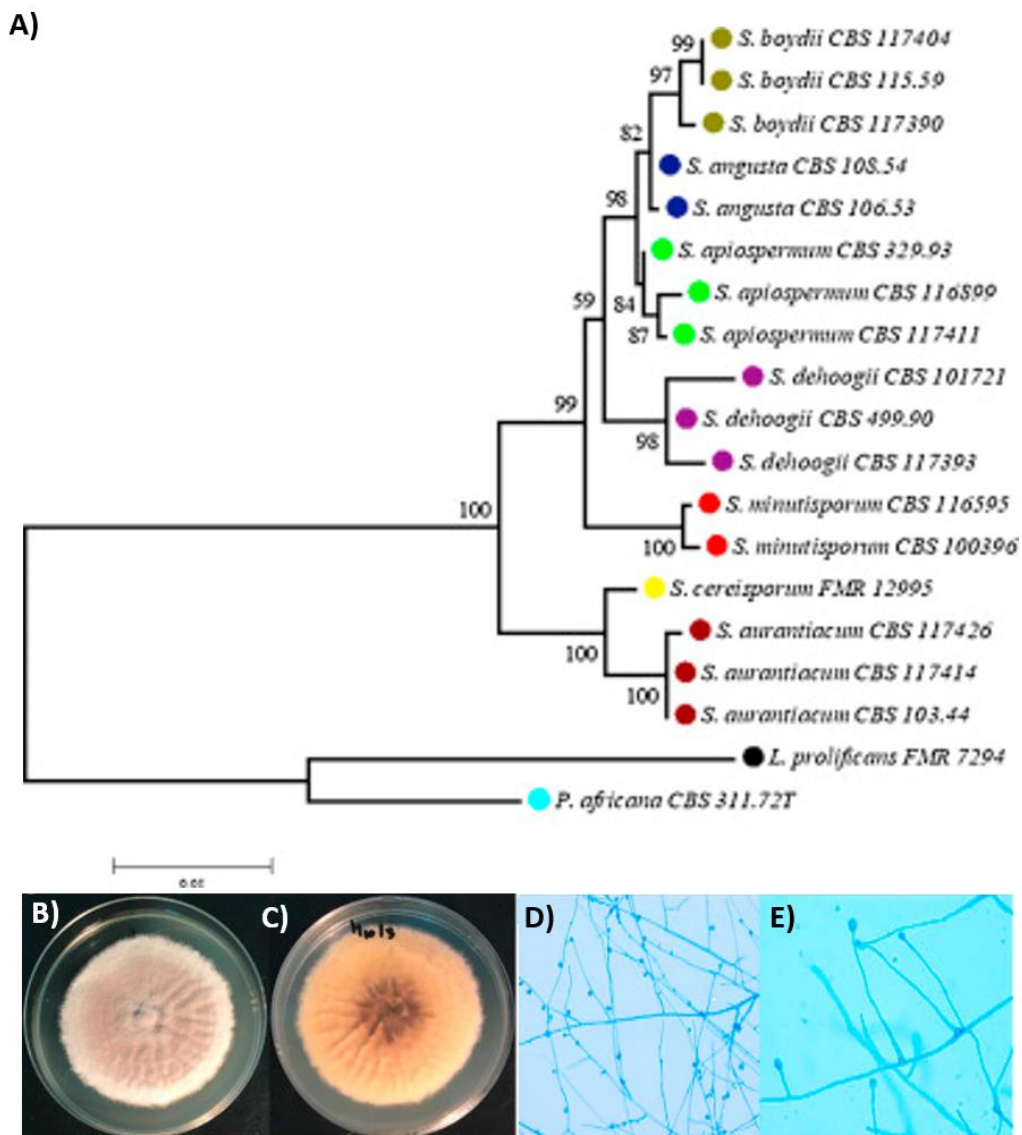 A)
99
S. boydii CBS 117404
97
S. boydii CBS 115.59
S. boydii CBS 117390
82
S. angusta CBS 108.54
98
S. angusta CBS 106.53
S. apiospermum CBS 329.93
S. apiospermum CBS 116899
59
84
S. apiospermum CBS 117411
87
S. dehoogii CBS 101721
99
S. dehoogii CBS 499.90
98
S. dehoogii CBS 117393
100
S. minutisporum CBS 116595
S. minutisporum CBS 100396
100
S. cereisporum FMR 12995
S. aurantiacum CBS 117426
100
S. aurantiacum CBS 117414
100
S. aurantiacum CBS 103.44
L. prolificans FMR 7294
P. africana CBS 311.72T
B)
C)
D)
E)